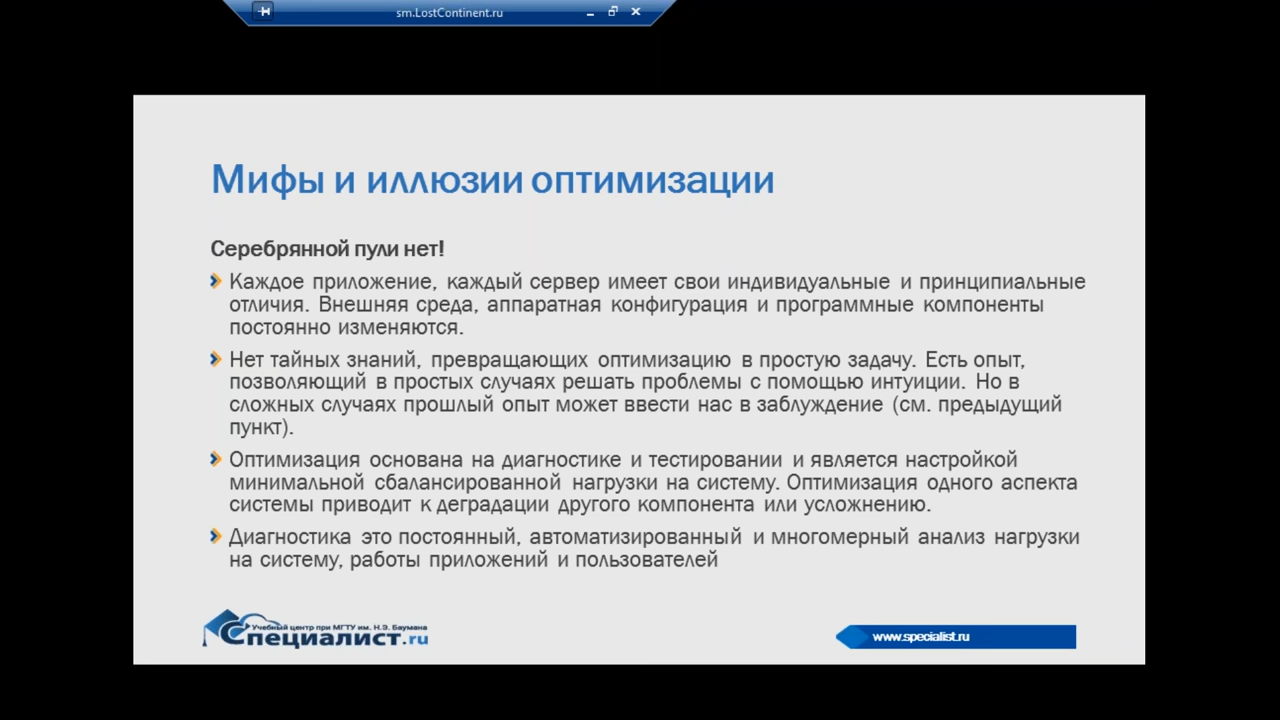 sm.LostContinent.ru
Мифы и иллюзии оптимизации
Серебрянной пули нет!
Каждое приложение, каждый сервер имеет свои индивидуальные и принципиальные
отличия. Внешняя среда, аппаратная конфигурация и программные компоненты
постоянно изменяются.
Нет тайных знаний, превращающих оптимизацию в простую задачу. Есть опыт,
позволяющий в простых случаях решать проблемы с помощью интуиции. Но в
сложных случаях прошлый опыт может ввести нас в заблуждение (см. предыдущий
пункт).
Оптимизация основана на диагностике и тестировании и является настройкой
минимальной сбалансированной нагрузки на систему. Оптимизация одного аспекта
системы приводит к деградации другого компонента или усложнению.
Диагностика это постоянный, автоматизированный и многомерный анализ нагрузки
на систему, работы приложений и пользователей
Учебный центр при МГТУ им. Н.Э. Баумана
Специалист.ru
www.specialist.ru